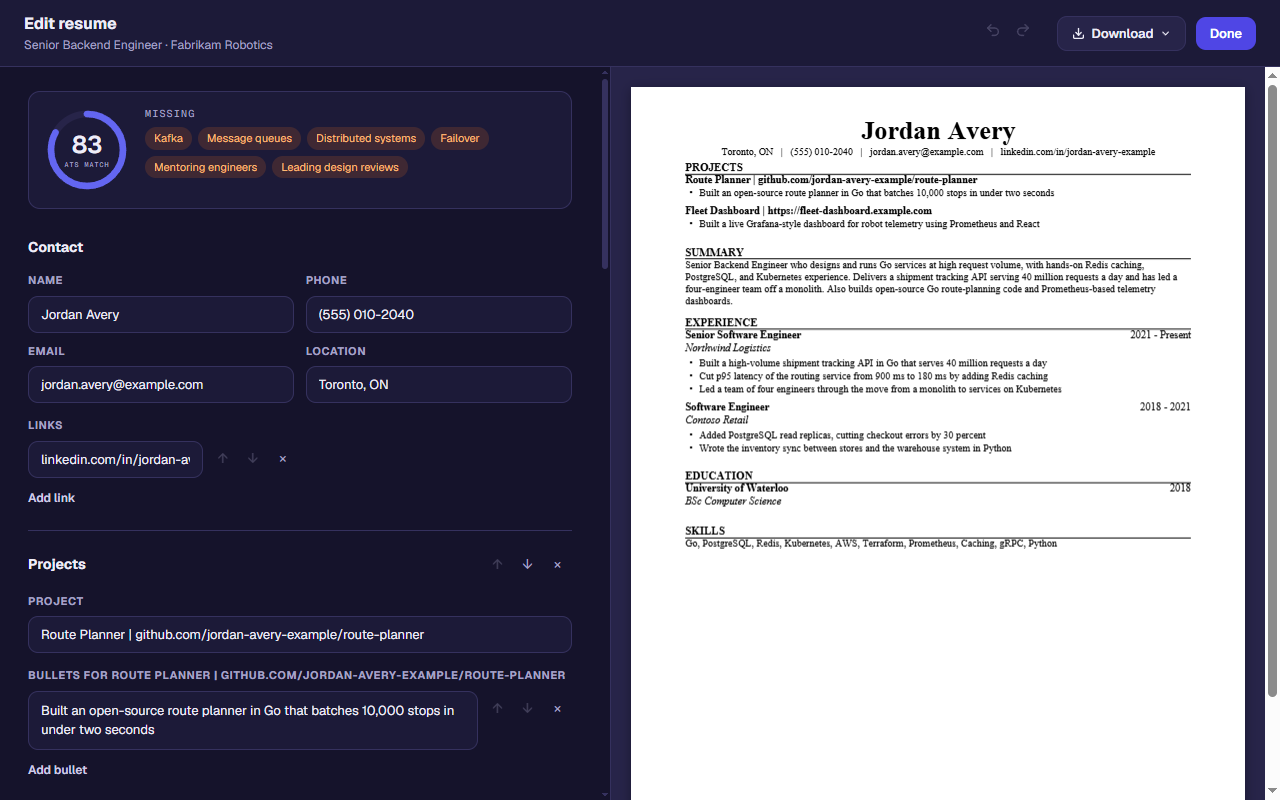 Edit resume
Senior Backend Engineer · Fabrikam Robotics
Download
Done
83
ATS MATCH
MISSING
Kafka
Message queues
Distributed systems
Failover
Mentoring engineers
Leading design reviews
Contact
NAME
PHONE
Jordan Avery
(555) 010-2040
EMAIL
LOCATION
jordan.avery@example.com
Toronto, ON
LINKS
linkedin.com/in/jordan-av
Add link
Projects
PROJECT
Route Planner | github.com/jordan-avery-example/route-planner
BULLETS FOR ROUTE PLANNER | GITHUB.COM/JORDAN-AVERY-EXAMPLE/ROUTE-PLANNER
Built an open-source route planner in Go that batches 10,000 stops in
under two seconds
Add bullet
Jordan Avery
Toronto, ON | (555) 010-2040 | jordan.avery@example.com | linkedin.com/in/jordan-avery-example
PROJECTS
Route Planner | github.com/jordan-avery-example/route-planner
• Built an open-source route planner in Go that batches 10,000 stops in under two seconds
Fleet Dashboard | https://fleet-dashboard.example.com
• Built a live Grafana-style dashboard for robot telemetry using Prometheus and React
SUMMARY
Senior Backend Engineer who designs and runs Go services at high request volume, with hands-on Redis caching,
PostgreSQL, and Kubernetes experience. Delivers a shipment tracking API serving 40 million requests a day and has led a
four-engineer team off a monolith. Also builds open-source Go route-planning code and Prometheus-based telemetry
dashboards.
EXPERIENCE
Senior Software Engineer 2021 - Present
Northwind Logistics
• Built a high-volume shipment tracking API in Go that serves 40 million requests a day
• Cut p95 latency of the routing service from 900 ms to 180 ms by adding Redis caching
• Led a team of four engineers through the move from a monolith to services on Kubernetes
Software Engineer 2018 - 2021
Contoso Retail
• Added PostgreSQL read replicas, cutting checkout errors by 30 percent
• Wrote the inventory sync between stores and the warehouse system in Python
EDUCATION
University of Waterloo 2018
BSc Computer Science
SKILLS
Go, PostgreSQL, Redis, Kubernetes, AWS, Terraform, Prometheus, Caching, gRPC, Python